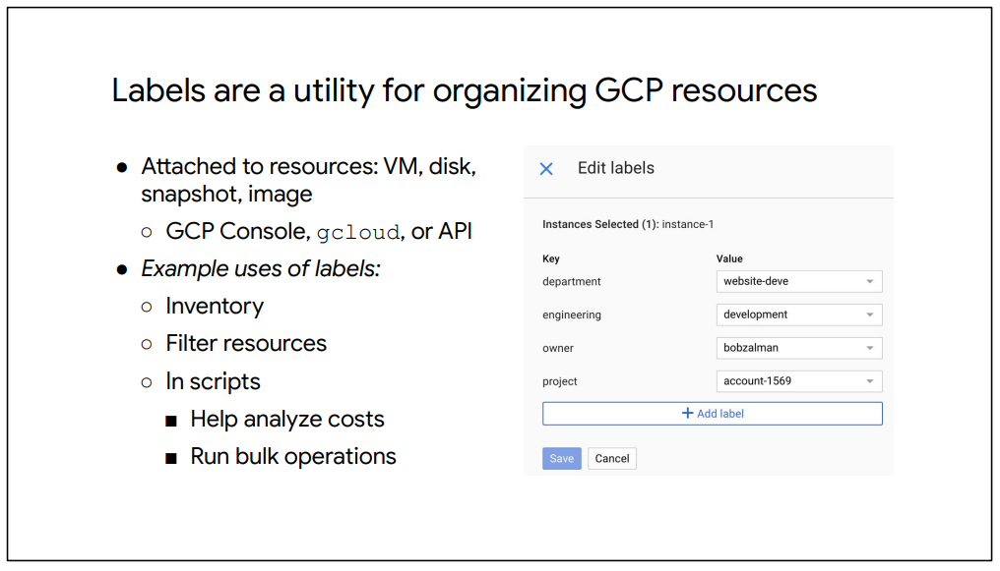 Labels are a utility for organizing GCP resources
● Attached to resources: VM, disk,
snapshot, image
○ GCP Console, gcloud, or API
● Example uses of labels:
○ Inventory
○ Filter resources
○ In scripts
■ Help analyze costs
■ Run bulk operations
Edit labels
Instances Selected (1): instance-1
Key Value
department website-deve
engineering development
owner bobzalman
project account-1569
+ Add label
Save Cancel